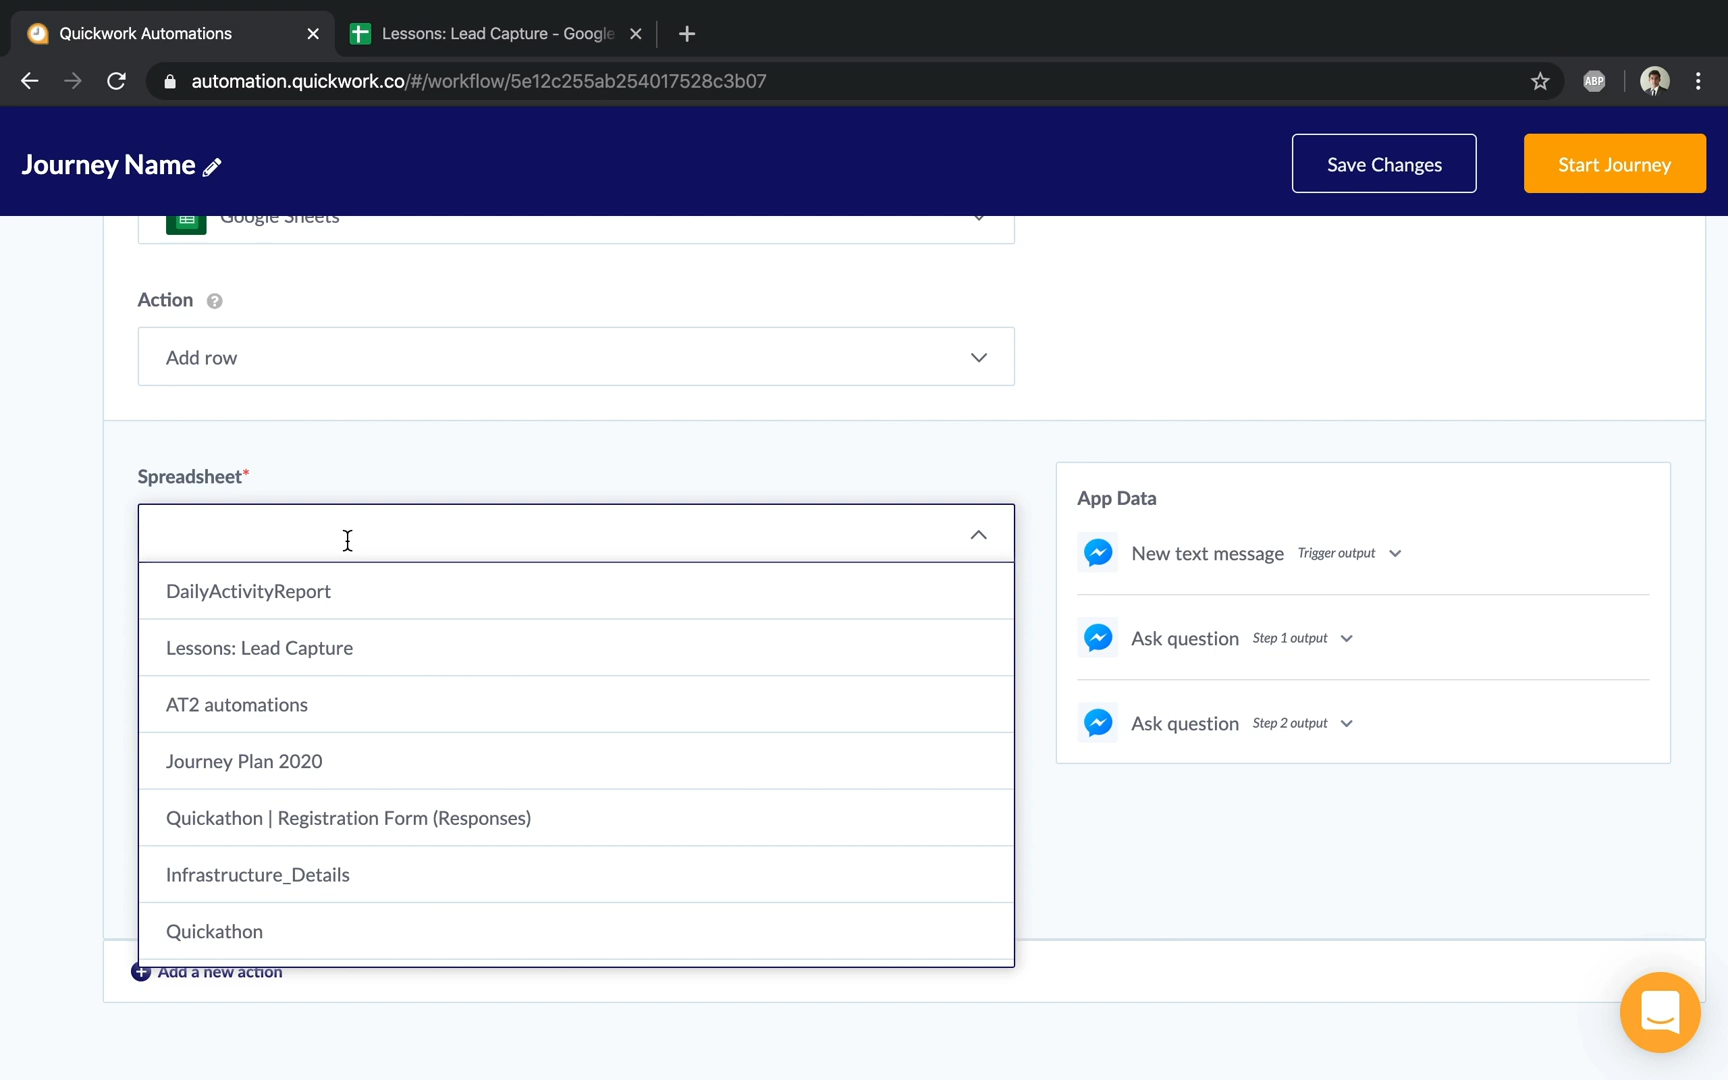 Quickwork Automations
Lessons: Lead Capture - Google
automation.quickwork.co/#/workflow/5e12c255ab254017528c3b07
ABP
Journey Name
Save Changes
Start Journey
Google Sheets
Action ?
Add row
Spreadsheet*
DailyActivityReport
Lessons: Lead Capture
AT2 automations
Journey Plan 2020
Quickathon | Registration Form (Responses)
Infrastructure_Details
Quickathon
Add a new action
App Data
New text message Trigger output
Ask question Step 1 output
Ask question Step 2 output